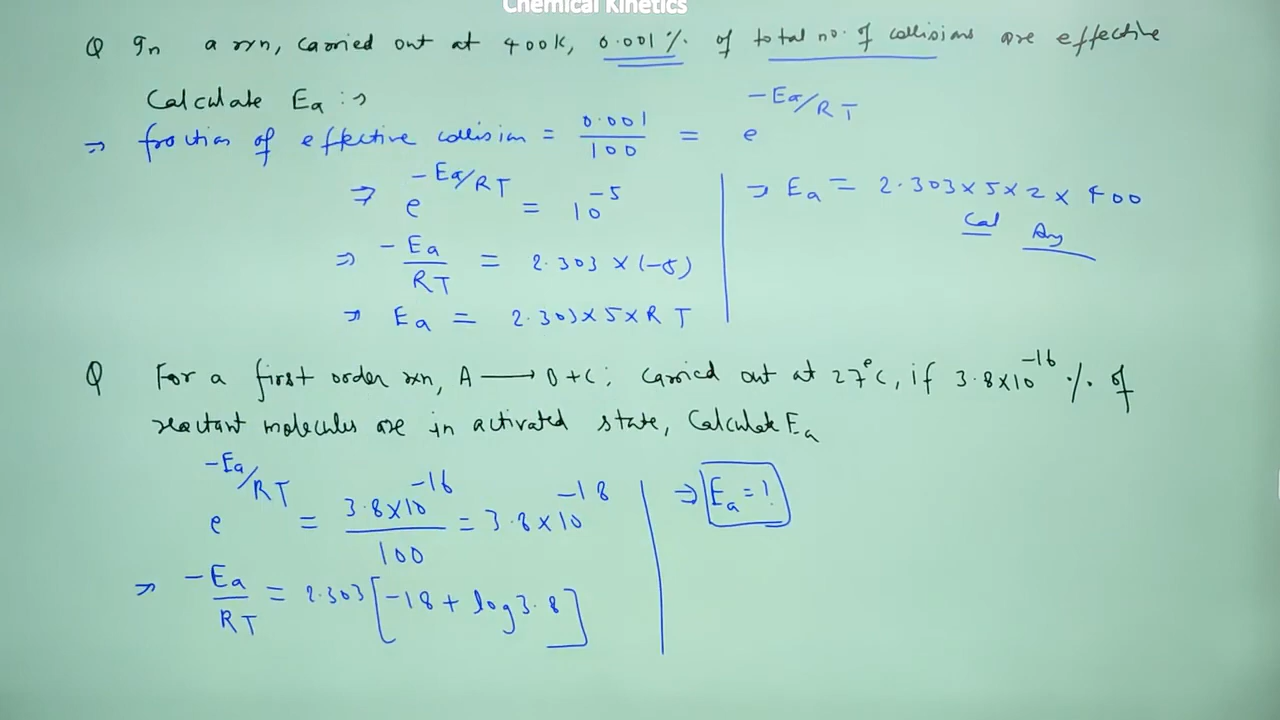 Chemical Kinetics
Q In a rxn, carried out at 400K, 0.001 % of total no. of collisions are effective
Calculate Ea :→
⇒ fraction of effective collision = 0.001/100 = e^(-Ea/RT)
⇒ e^(-Ea/RT) = 10^-5
⇒ -Ea/RT = 2.303 × (-5)
⇒ Ea = 2.303×5×R T
⇒ Ea = 2.303×5×2×400
Cal Ans
Q For a first order rxn, A ⟶ B+C; carried out at 27°C, if 3.8×10^-16 % of
reactant molecules are in activated state, Calculate Ea
e^(-Ea/RT) = 3.8×10^-16/100 = 3.8×10^-18
⇒ -Ea/RT = 2.303[-18 + log3.8]
⇒ Ea = ?